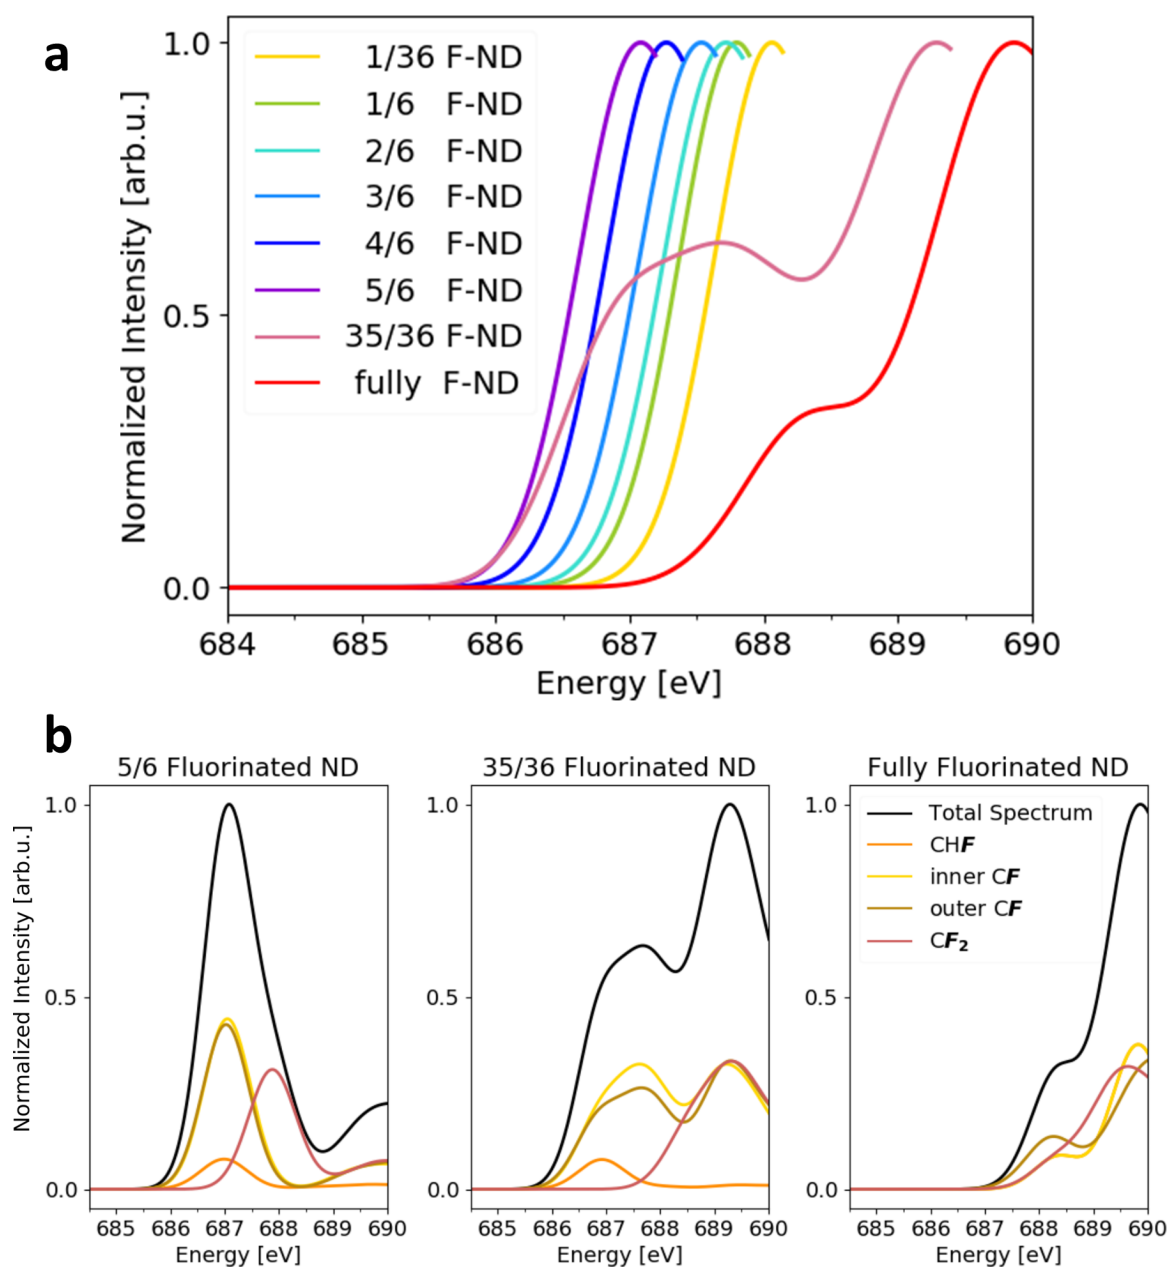 a
Normalized Intensity [arb.u.]
1.0
0.5
0.0
1/36 F-ND
1/6 F-ND
2/6 F-ND
3/6 F-ND
4/6 F-ND
5/6 F-ND
35/36 F-ND
fully F-ND
684 685 686 687 688 689 690
Energy [eV]
b
Normalized Intensity [arb.u.]
5/6 Fluorinated ND
1.0
0.5
0.0
685 686 687 688 689 690
Energy [eV]
35/36 Fluorinated ND
1.0
0.5
0.0
685 686 687 688 689 690
Energy [eV]
Fully Fluorinated ND
1.0
0.5
0.0
Total Spectrum
CHF
inner CF
outer CF
CF₂
685 686 687 688 689 690
Energy [eV]